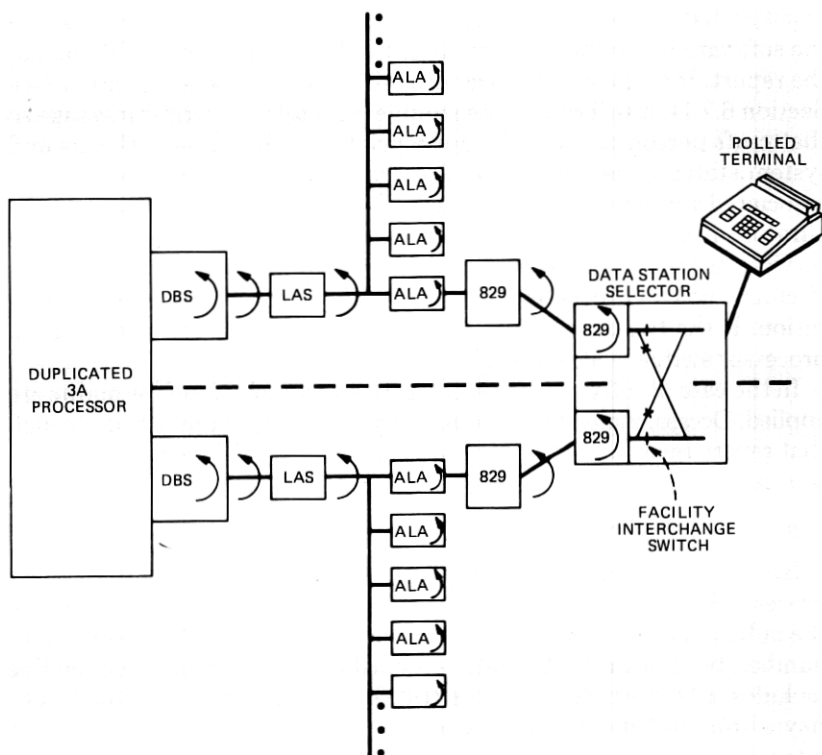 ALA
ALA
ALA
ALA
POLLED
TERMINAL
DBS
LAS
ALA
829
DATA STATION
SELECTOR
829
DUPLICATED
3A
PROCESSOR
829
DBS
LAS
ALA
829
ALA
FACILITY
INTERCHANGE
SWITCH
ALA
ALA